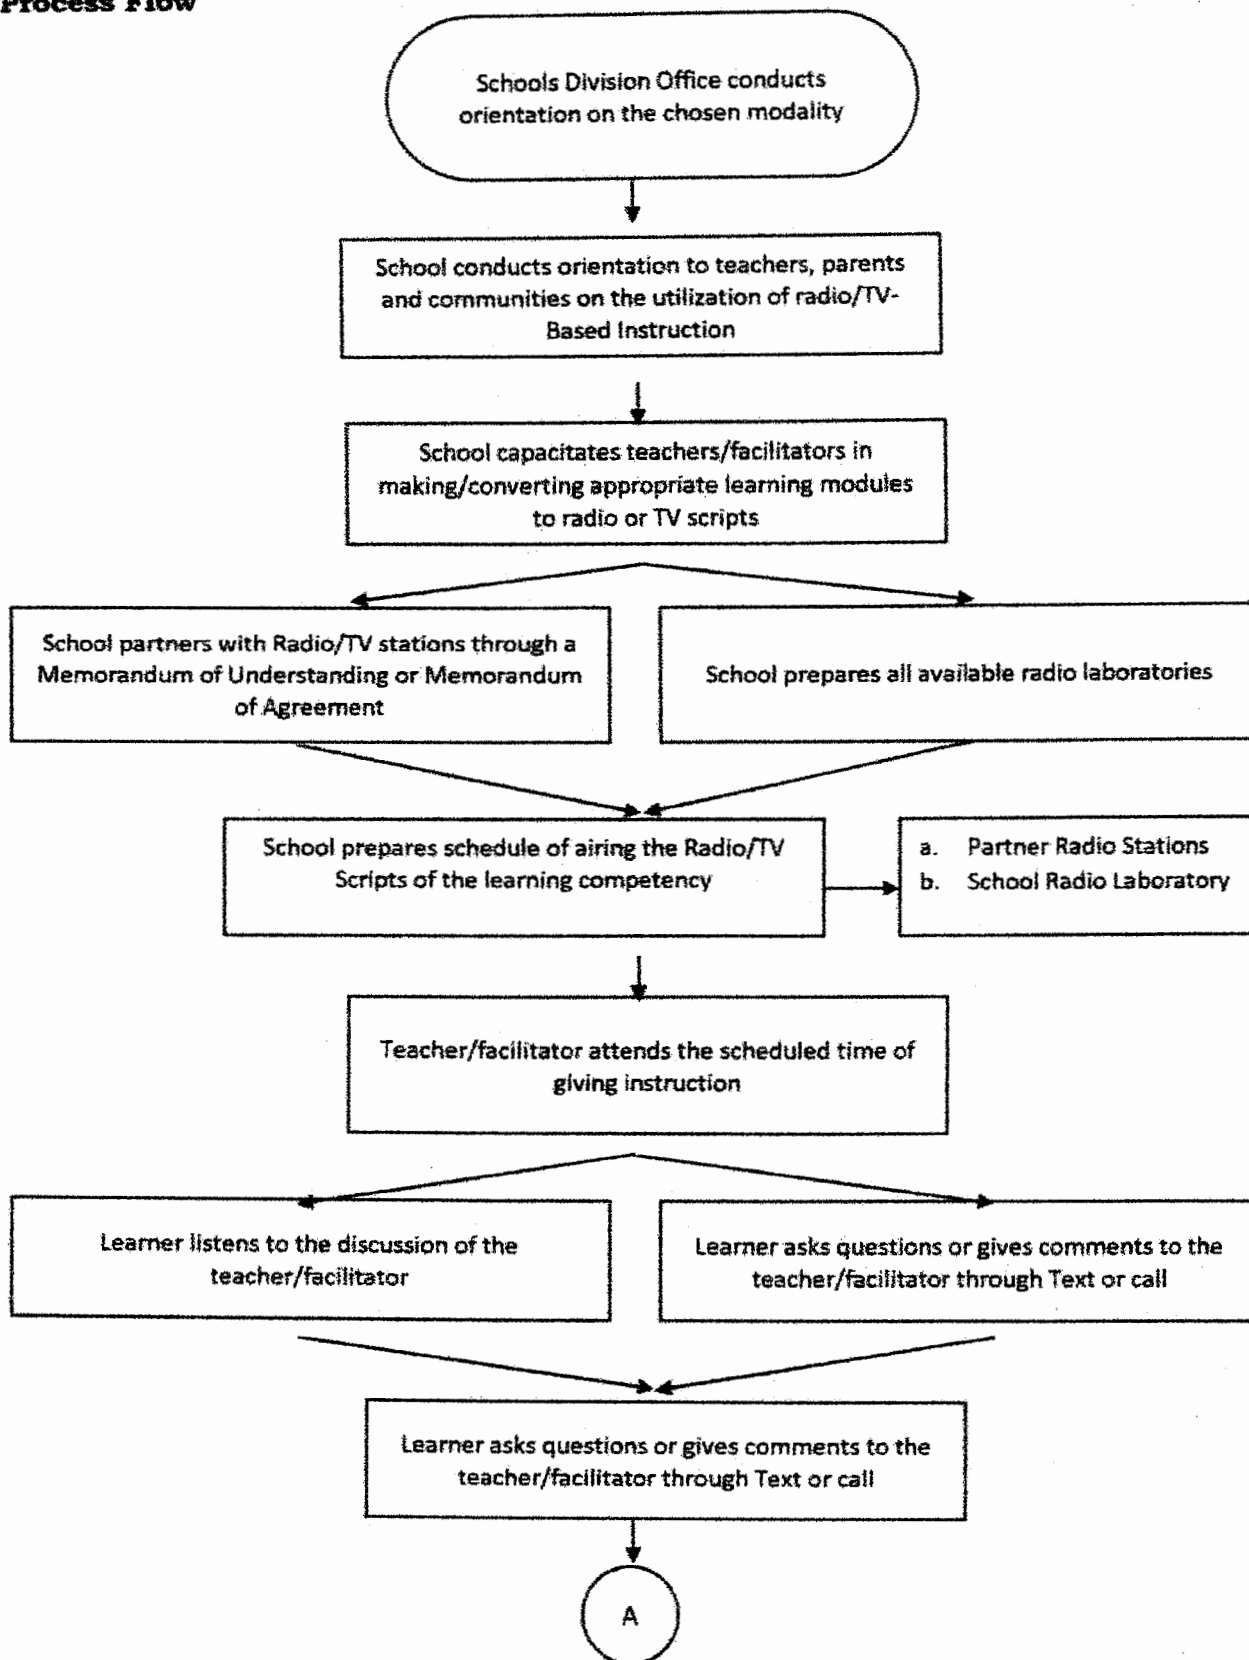 Process Flow
Schools Division Office conducts
orientation on the chosen modality
School conducts orientation to teachers, parents
and communities on the utilization of radio/TV-
Based Instruction
School capacitates teachers/facilitators in
making/converting appropriate learning modules
to radio or TV scripts
School partners with Radio/TV stations through a
Memorandum of Understanding or Memorandum
of Agreement
School prepares all available radio laboratories
School prepares schedule of airing the Radio/TV
Scripts of the learning competency
a. Partner Radio Stations
b. School Radio Laboratory
Teacher/facilitator attends the scheduled time of
giving instruction
Learner listens to the discussion of the
teacher/facilitator
Learner asks questions or gives comments to the
teacher/facilitator through Text or call
Learner asks questions or gives comments to the
teacher/facilitator through Text or call
A